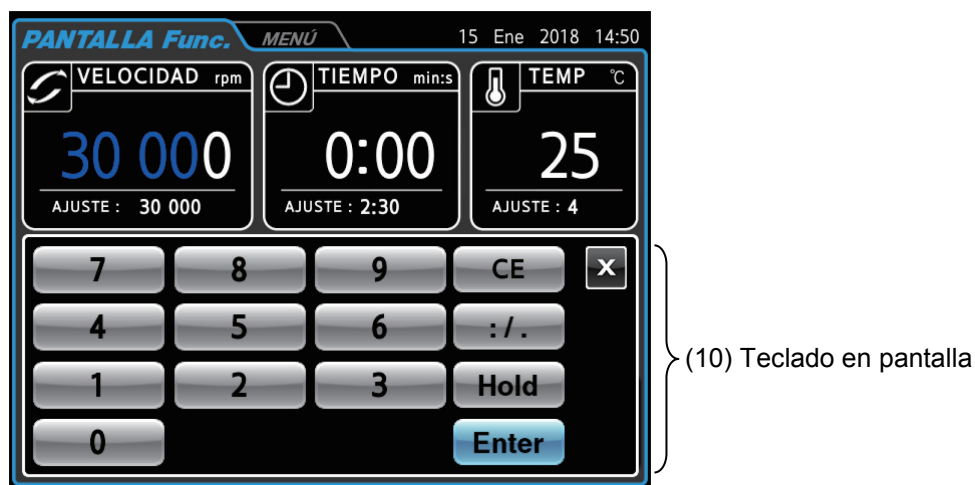 PANTALLA Func. MENÚ 15 Ene 2018 14:50
VELOCIDAD rpm TIEMPO min:s TEMP °C
30 000 0:00 25
AJUSTE : 30 000 AJUSTE : 2:30 AJUSTE : 4
7 8 9 CE X
4 5 6 :/.
(10) Teclado en pantalla
1 2 3 Hold
0 Enter